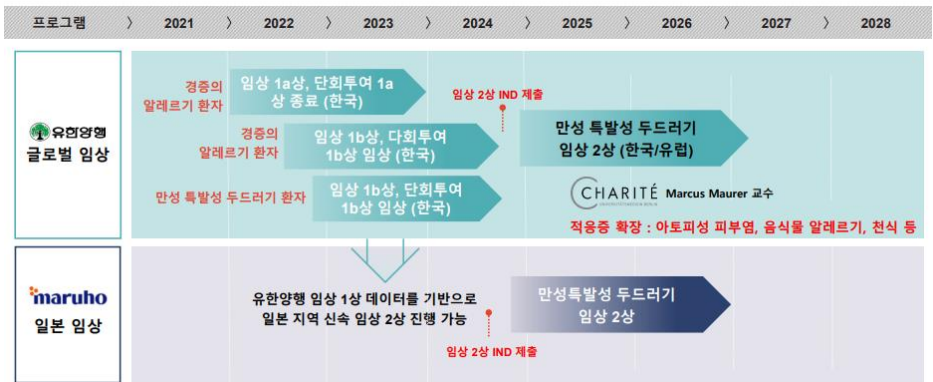 프로그램 〉 2021 〉 2022 〉 2023 〉 2024 〉 2025 〉 2026 〉 2027 〉 2028
유한양행
글로벌 임상
경증의
알레르기 환자
임상 1a상, 단회투여 1a
상 종료 (한국)
임상 2상 IND 제출
경증의
알레르기 환자
임상 1b상, 다회투여
1b상 임상 (한국)
만성 특발성 두드러기
임상 2상 (한국/유럽)
만성 특발성 두드러기 환자
임상 1b상, 단회투여
1b상 임상 (한국)
CHARITÉ Marcus Maurer 교수
적응증 확장 : 아토피성 피부염, 음식물 알레르기, 천식 등
maruho
일본 임상
유한양행 임상 1상 데이터를 기반으로
일본 지역 신속 임상 2상 진행 가능
임상 2상 IND 제출
만성특발성 두드러기
임상 2상